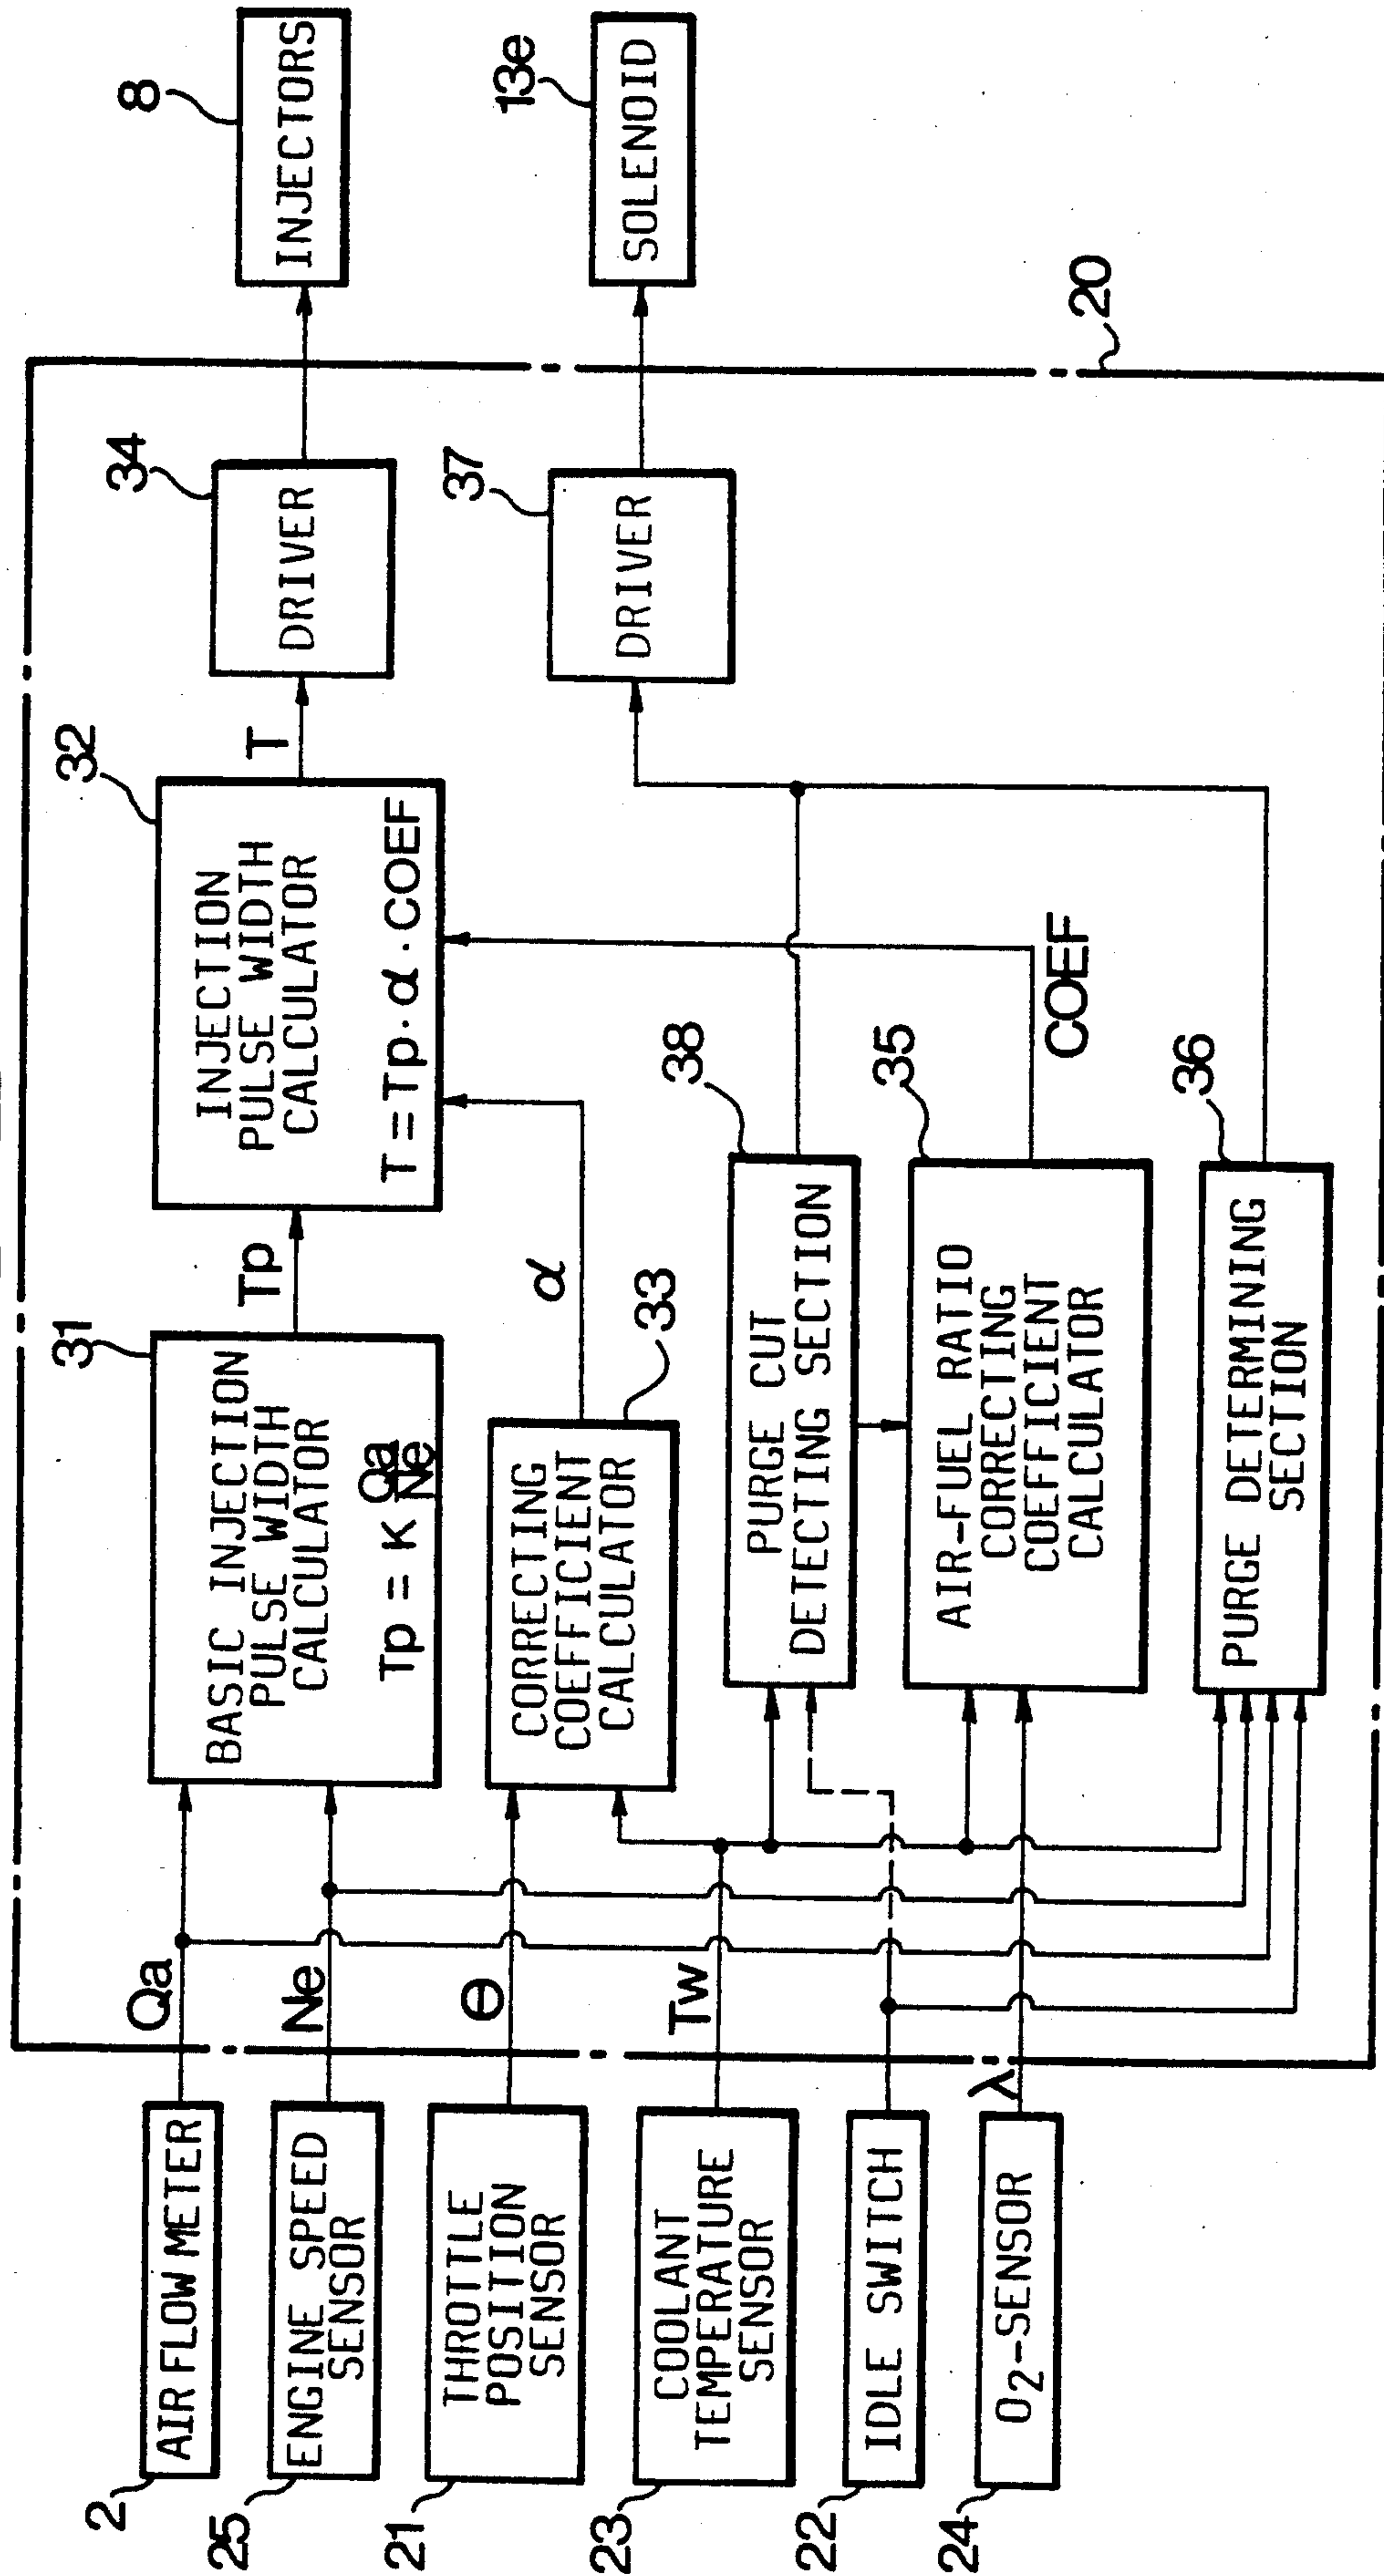 2
AIR FLOW METER
Qa
25
ENGINE SPEED
SENSOR
Ne
21
THROTTLE
POSITION
SENSOR
Θ
23
COOLANT
TEMPERATURE
SENSOR
Tw
22
IDLE SWITCH
24
O2-SENSOR
λ
31
BASIC INJECTION
PULSE WIDTH
CALCULATOR
Tp = K Qa/Ne
Tp
32
INJECTION
PULSE WIDTH
CALCULATOR
T = Tp · α · COEF
T
34
DRIVER
8
INJECTORS
33
CORRECTING
COEFFICIENT
CALCULATOR
α
38
PURGE CUT
DETECTING SECTION
35
AIR-FUEL RATIO
CORRECTING
COEFFICIENT
CALCULATOR
COEF
36
PURGE DETERMINING
SECTION
37
DRIVER
13e
SOLENOID
20